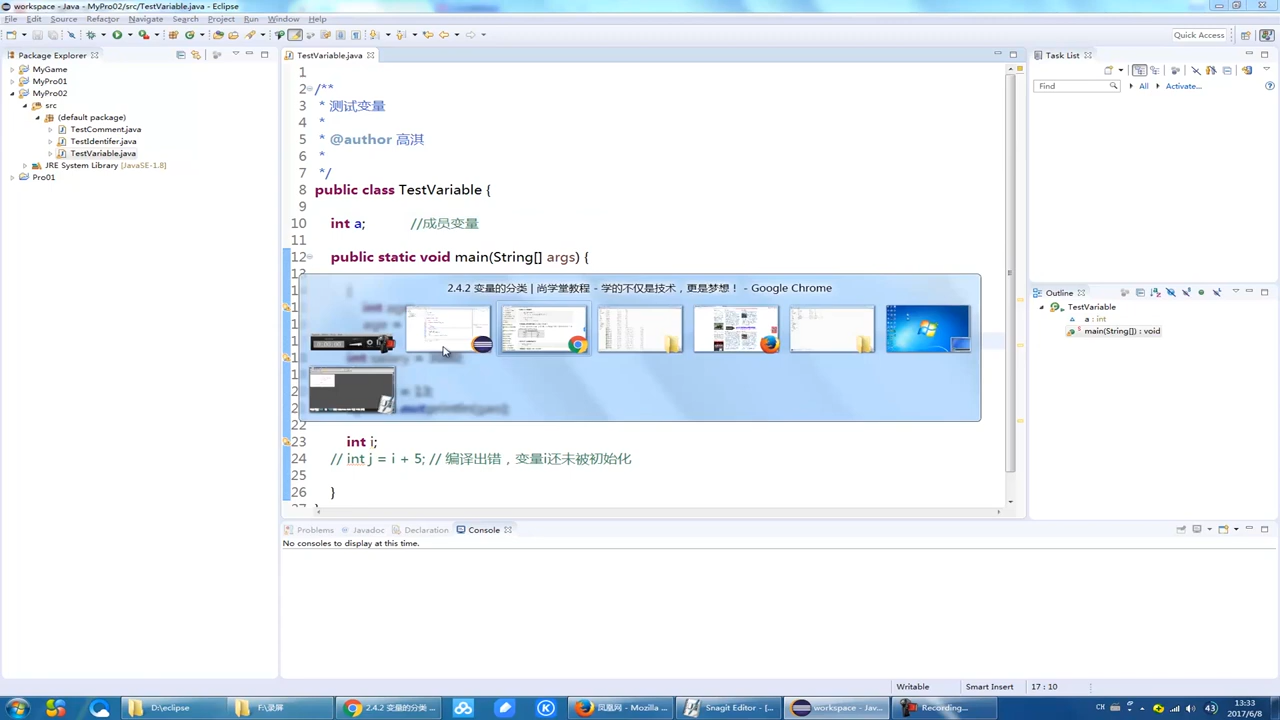 workspace - Java - MyPro02/src/TestVariable.java - Eclipse
File Edit Source Refactor Navigate Search Project Run Window Help
Quick Access
Package Explorer
MyGame
MyPro01
MyPro02
src
(default package)
TestComment.java
TestIdentifer.java
TestVariable.java
JRE System Library [JavaSE-1.8]
Pro01
TestVariable.java
1
2 /**
3 * 测试变量
4 *
5 * @author 高淇
6 *
7 */
8 public class TestVariable {
9
10 int a; //成员变量
11
12 public static void main(String[] args) {
2.4.2 变量的分类 | 尚学堂教程 - 学的不仅是技术，更是梦想！ - Google Chrome
22
23 int i;
24 // int j = i + 5; // 编译出错，变量i还未被初始化
25
26 }
Task List
Find All Activate...
Outline
TestVariable
a : int
main(String[]) : void
Problems Javadoc Declaration Console
No consoles to display at this time.
Writable Smart Insert 17 : 10
D:\eclipse
F:\录屏
2.4.2 变量的分类 ...
凤凰网 - Mozilla ...
Snagit Editor - [...
workspace - Jav...
Recording...
CH
13:33
2017/6/8